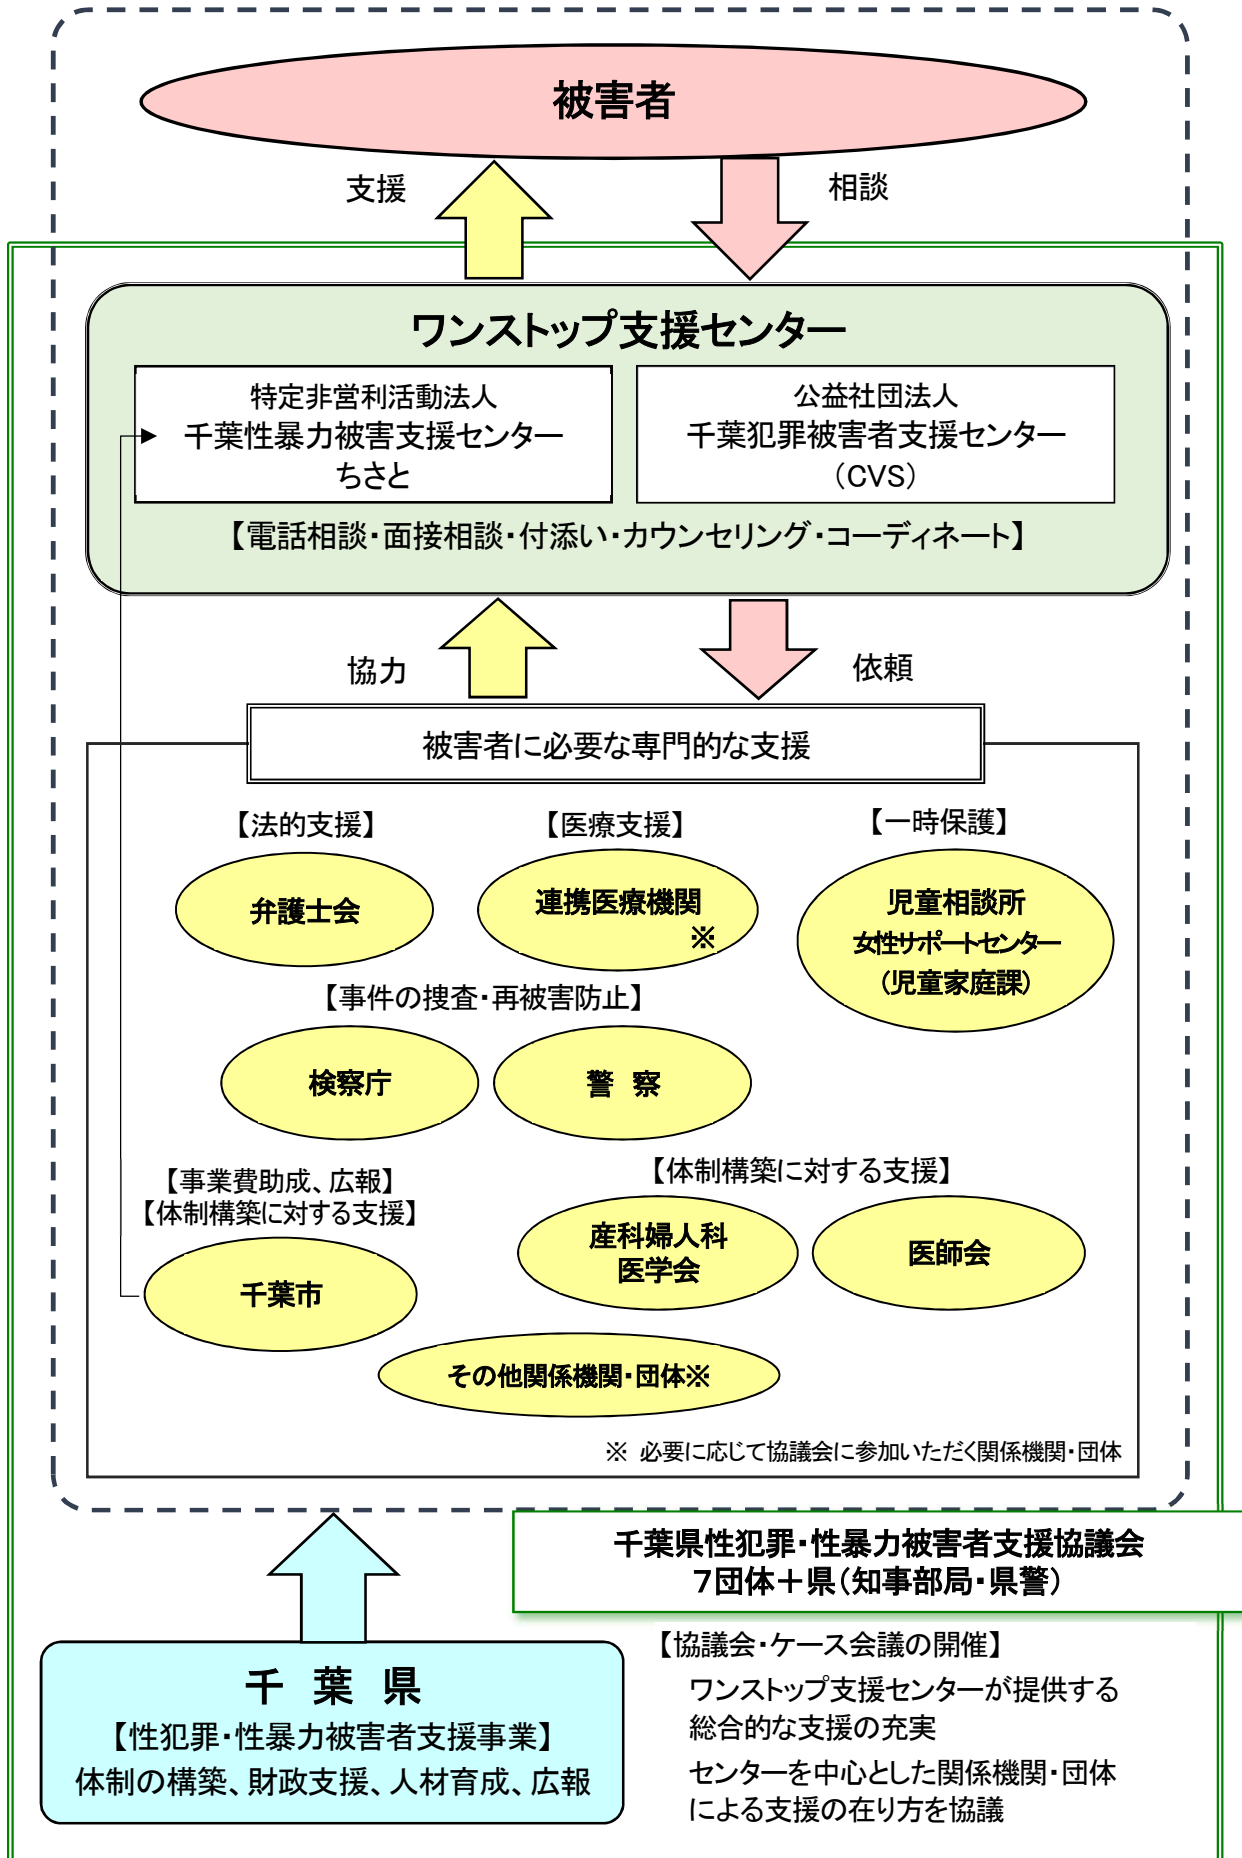 被害者
支援
相談
ワンストップ支援センター
特定非営利活動法人
千葉性暴力被害支援センター
ちさと
公益社団法人
千葉犯罪被害者支援センター
（CVS）
【電話相談・面接相談・付添い・カウンセリング・コーディネート】
協力
依頼
被害者に必要な専門的な支援
【法的支援】
弁護士会
【医療支援】
連携医療機関
※
【一時保護】
児童相談所
女性サポートセンター
（児童家庭課）
【事件の捜査・再被害防止】
検察庁
警　察
【事業費助成、広報】
【体制構築に対する支援】
千葉市
【体制構築に対する支援】
産科婦人科
医学会
医師会
その他関係機関・団体※
※ 必要に応じて協議会に参加いただく関係機関・団体
千葉県性犯罪・性暴力被害者支援協議会
７団体＋県（知事部局・県警）
千　葉　県
【性犯罪・性暴力被害者支援事業】
体制の構築、財政支援、人材育成、広報
【協議会・ケース会議の開催】
ワンストップ支援センターが提供する
総合的な支援の充実
センターを中心とした関係機関・団体
による支援の在り方を協議